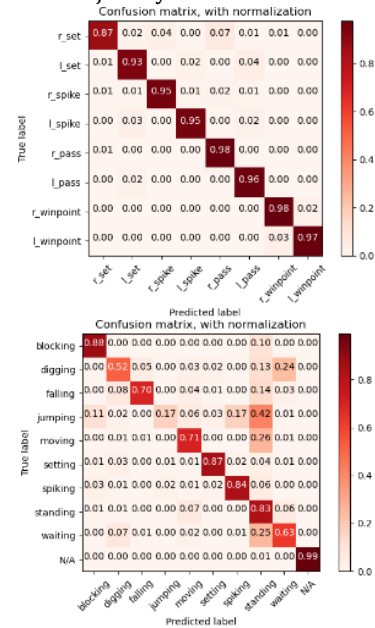 Confusion matrix, with normalization
r_set 0.87 0.02 0.04 0.00 0.07 0.01 0.01 0.00
l_set 0.01 0.93 0.00 0.02 0.00 0.04 0.00 0.00
r_spike 0.01 0.01 0.95 0.01 0.02 0.01 0.00 0.00
l_spike 0.00 0.03 0.00 0.95 0.00 0.02 0.00 0.00
r_pass 0.01 0.00 0.00 0.00 0.98 0.00 0.00 0.00
l_pass 0.00 0.02 0.00 0.00 0.00 0.96 0.00 0.00
r_winpoint 0.00 0.00 0.00 0.00 0.00 0.00 0.98 0.02
l_winpoint 0.00 0.00 0.00 0.00 0.00 0.00 0.03 0.97
True label
r_set l_set r_spike l_spike r_pass l_pass r_winpoint l_winpoint
Predicted label
0.8
0.6
0.4
0.2
0.0
Confusion matrix, with normalization
blocking 0.88 0.00 0.00 0.00 0.00 0.00 0.00 0.10 0.00 0.00
digging 0.00 0.52 0.05 0.00 0.03 0.02 0.00 0.13 0.24 0.00
falling 0.00 0.08 0.70 0.00 0.04 0.01 0.00 0.14 0.03 0.00
jumping 0.11 0.02 0.00 0.17 0.06 0.03 0.17 0.42 0.01 0.00
moving 0.00 0.01 0.01 0.00 0.71 0.00 0.00 0.26 0.00 0.00
setting 0.01 0.03 0.00 0.01 0.01 0.87 0.02 0.04 0.01 0.00
spiking 0.03 0.01 0.00 0.02 0.01 0.02 0.84 0.06 0.00 0.00
standing 0.01 0.01 0.00 0.00 0.07 0.00 0.00 0.83 0.06 0.00
waiting 0.00 0.07 0.01 0.00 0.02 0.00 0.01 0.25 0.63 0.00
N/A 0.00 0.00 0.00 0.00 0.00 0.00 0.00 0.01 0.00 0.99
True label
blocking digging falling jumping moving setting spiking standing waiting N/A
Predicted label
0.8
0.6
0.4
0.2
0.0